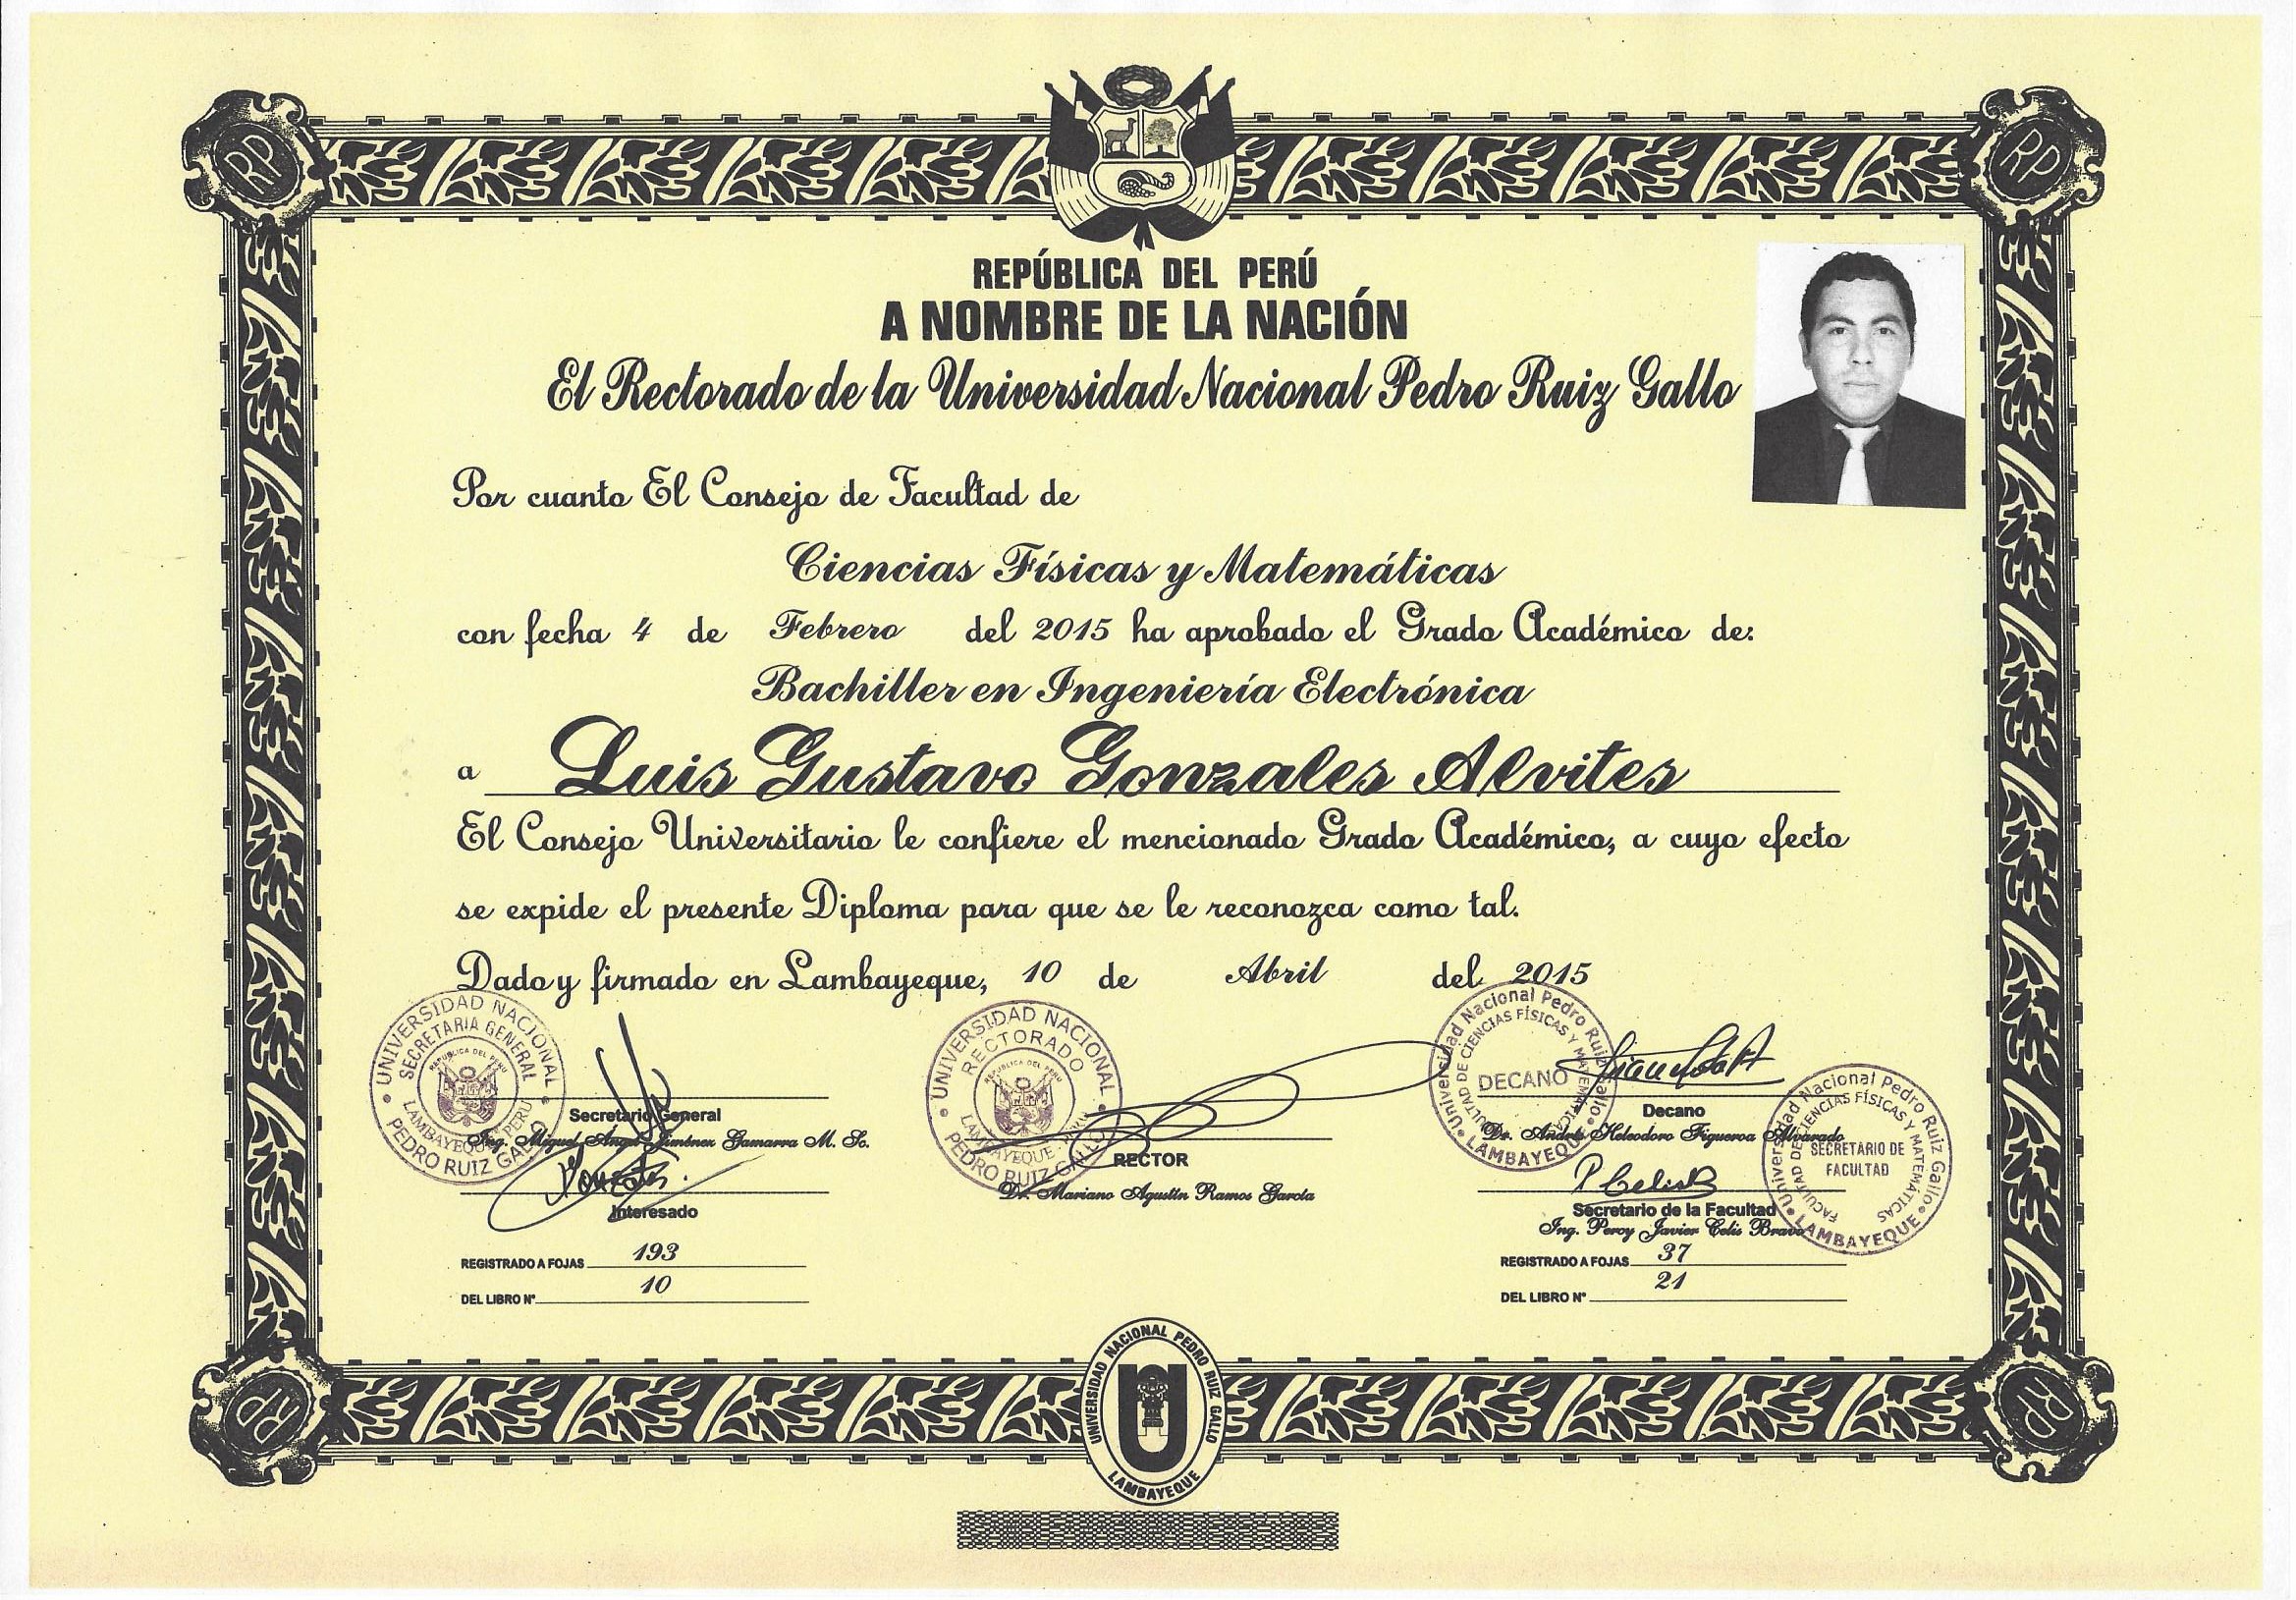 REPÚBLICA DEL PERÚ
A NOMBRE DE LA NACIÓN
El Rectorado de la Universidad Nacional Pedro Ruiz Gallo
Por cuanto El Consejo de Facultad de
Ciencias Físicas y Matemáticas
con fecha 4 de Febrero del 2015 ha aprobado el Grado Académico de:
Bachiller en Ingeniería Electrónica
a Luis Gustavo Gonzales Alvites
El Consejo Universitario le confiere el mencionado Grado Académico, a cuyo efecto
se expide el presente Diploma para que se le reconozca como tal.
Dado y firmado en Lambayeque, 10 de Abril del 2015
UNIVERSIDAD NACIONAL PEDRO RUIZ GALLO
SECRETARIA GENERAL
REPUBLICA DEL PERU
LAMBAYEQUE - PERU
Secretario General
Ing. Miguel Angel Jiménez Gamarra M. Sc.
Interesado
REGISTRADO A FOJAS 193
DEL LIBRO N° 10
UNIVERSIDAD NACIONAL PEDRO RUIZ GALLO
RECTORADO
REPUBLICA DEL PERU
LAMBAYEQUE -
RECTOR
Dr. Mariano Agustín Ramos García
Universidad Nacional Pedro Ruiz Gallo
FACULTAD DE CIENCIAS FÍSICAS Y MATEMÁTICAS
DECANO
LAMBAYEQUE
Decano
Dr. Andrés Heleodoro Figueroa Alvarado
P Celis B
Universidad Nacional Pedro Ruiz Gallo
FACULTAD DE CIENCIAS FÍSICAS Y MATEMATICAS
SECRETARIO DE
FACULTAD
LAMBAYEQUE
Secretario de la Facultad
Ing. Percy Javier Celis Bravo
REGISTRADO A FOJAS 37
DEL LIBRO N° 21
UNIVERSIDAD NACIONAL PEDRO RUIZ GALLO
LAMBAYEQUE
RP
RP
RP
RP